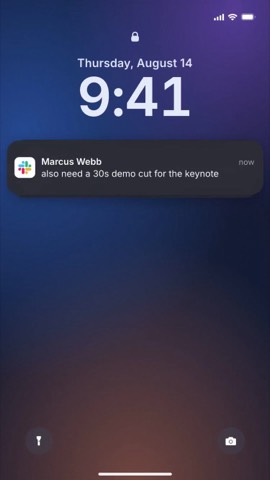 Thursday, August 14
9:41
Marcus Webb
now
also need a 30s demo cut for the keynote